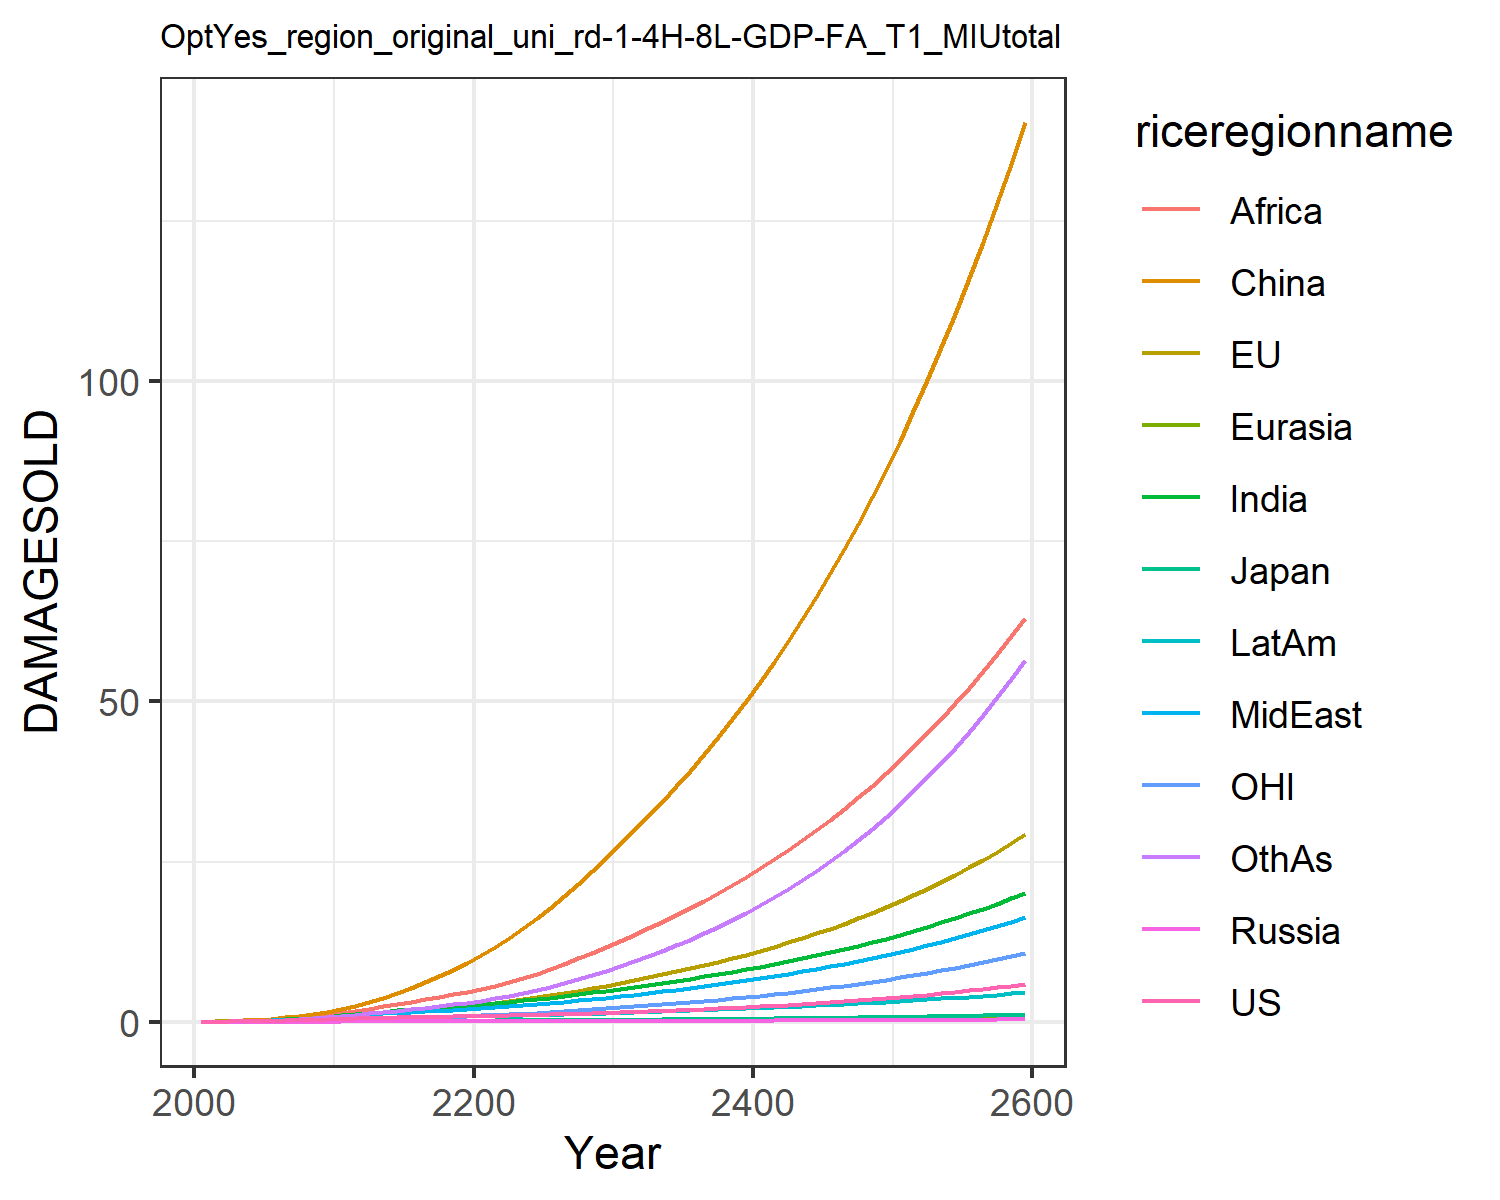 OptYes_region_original_uni_rd-1-4H-8L-GDP-FA_T1_MIUtotal
DAMAGESOLD
100
50
0
2000
2200
2400
2600
Year
riceregionname
Africa
China
EU
Eurasia
India
Japan
LatAm
MidEast
OHI
OthAs
Russia
US